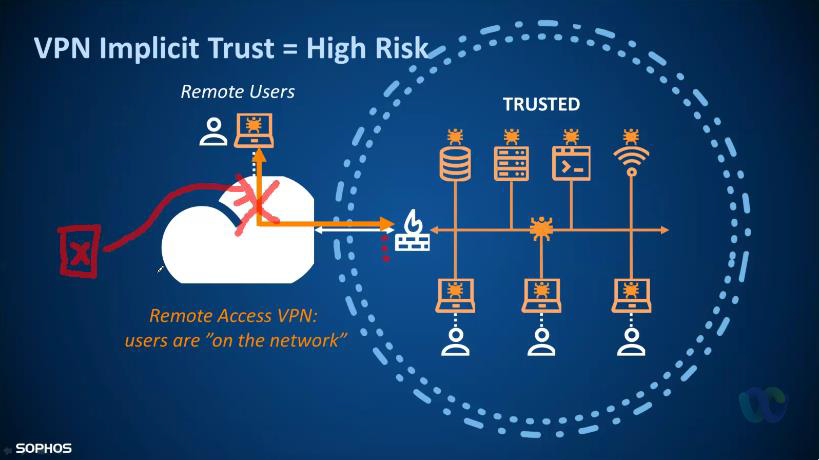 VPN Implicit Trust = High Risk
Remote Users
TRUSTED
X
Remote Access VPN:
users are ”on the network”
SOPHOS